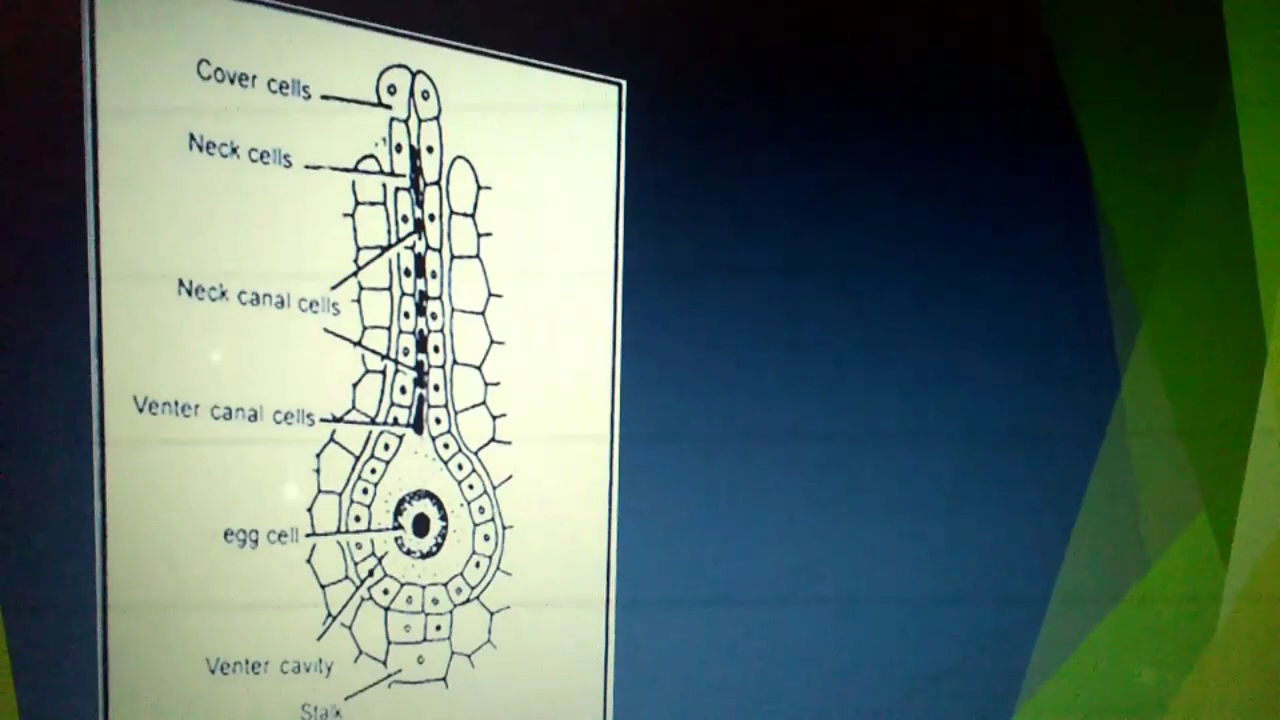 Cover cells
Neck cells
Neck canal cells
Venter canal cells
egg cell
Venter cavity
Stalk